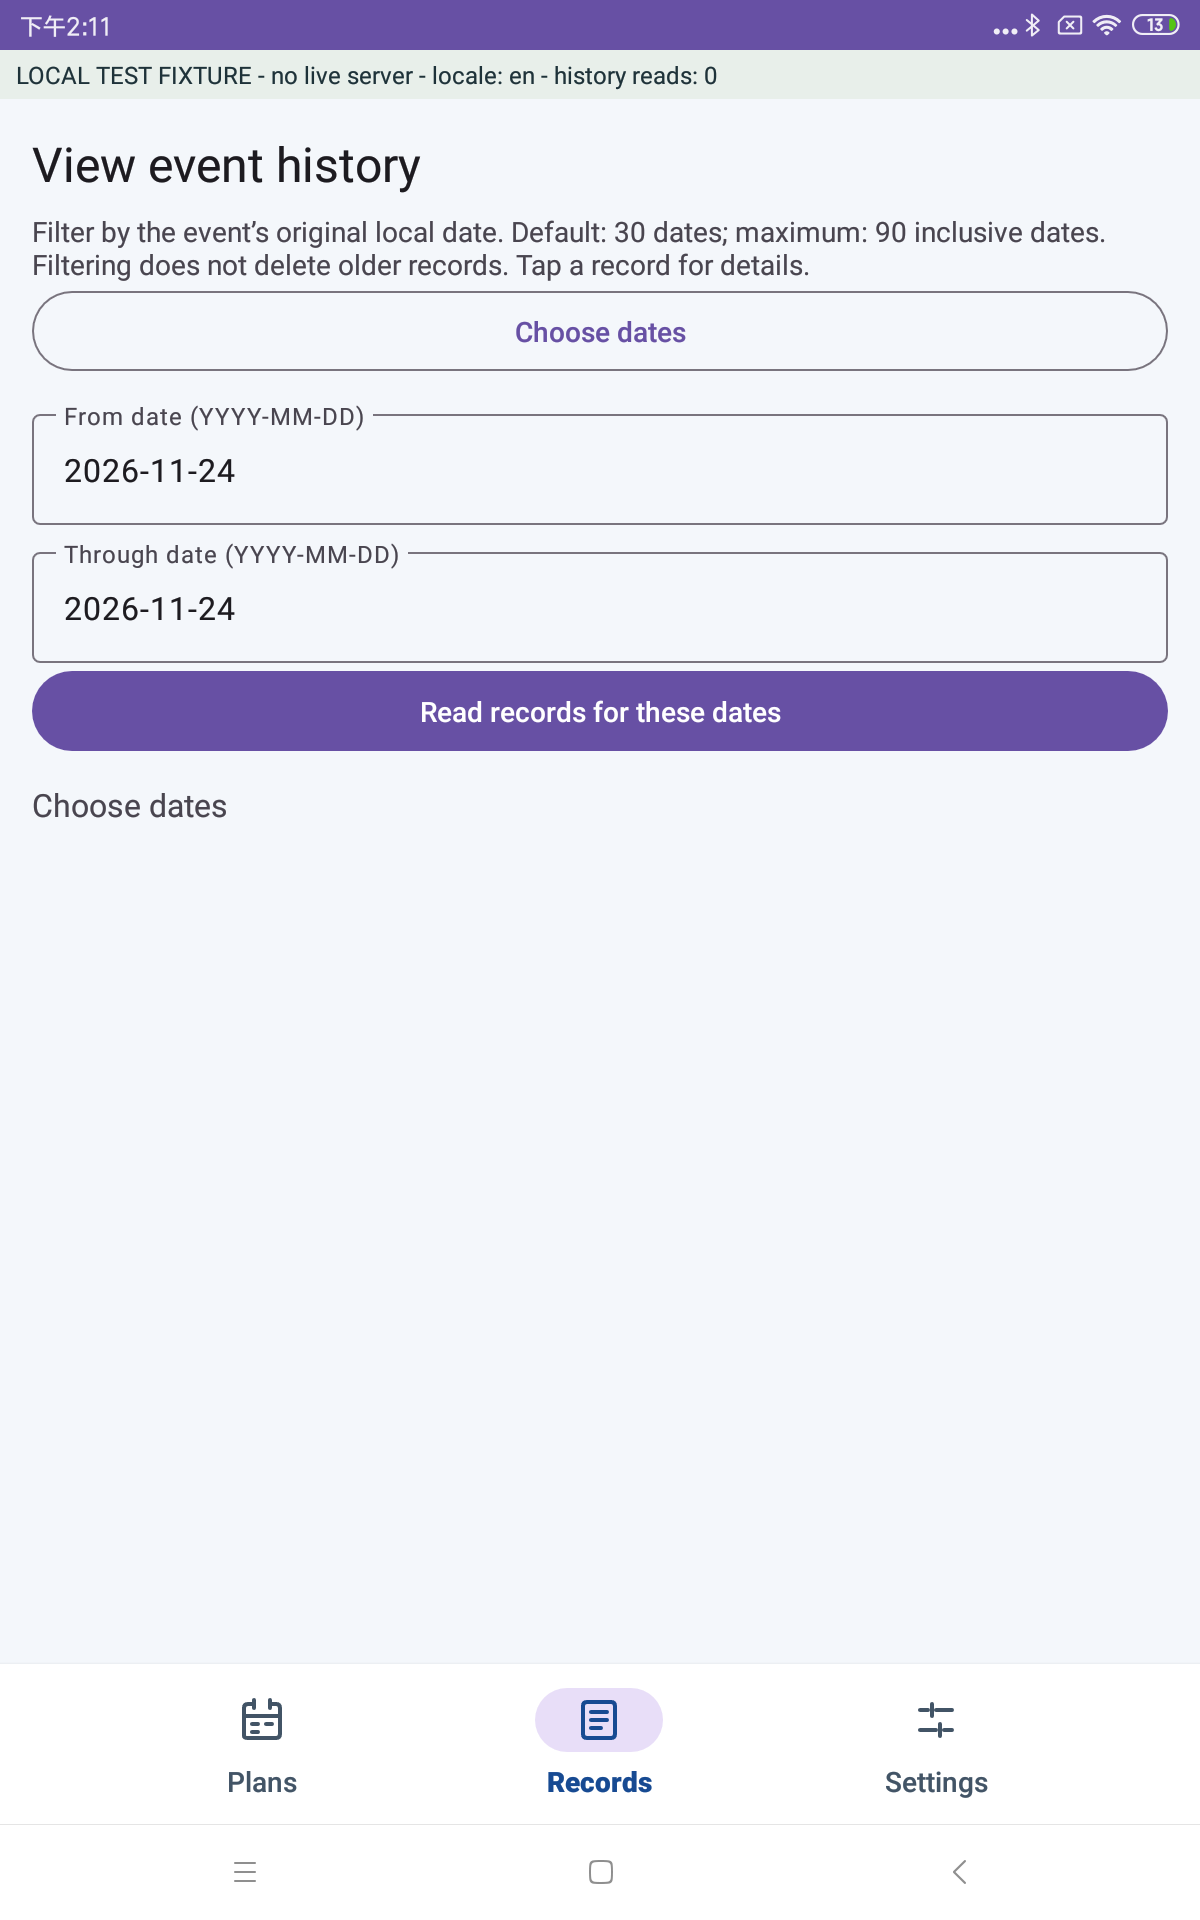 下午2:11
13
LOCAL TEST FIXTURE - no live server - locale: en - history reads: 0
View event history
Filter by the event’s original local date. Default: 30 dates; maximum: 90 inclusive dates.
Filtering does not delete older records. Tap a record for details.
Choose dates
From date (YYYY-MM-DD)
2026-11-24
Through date (YYYY-MM-DD)
2026-11-24
Read records for these dates
Choose dates
Plans
Records
Settings